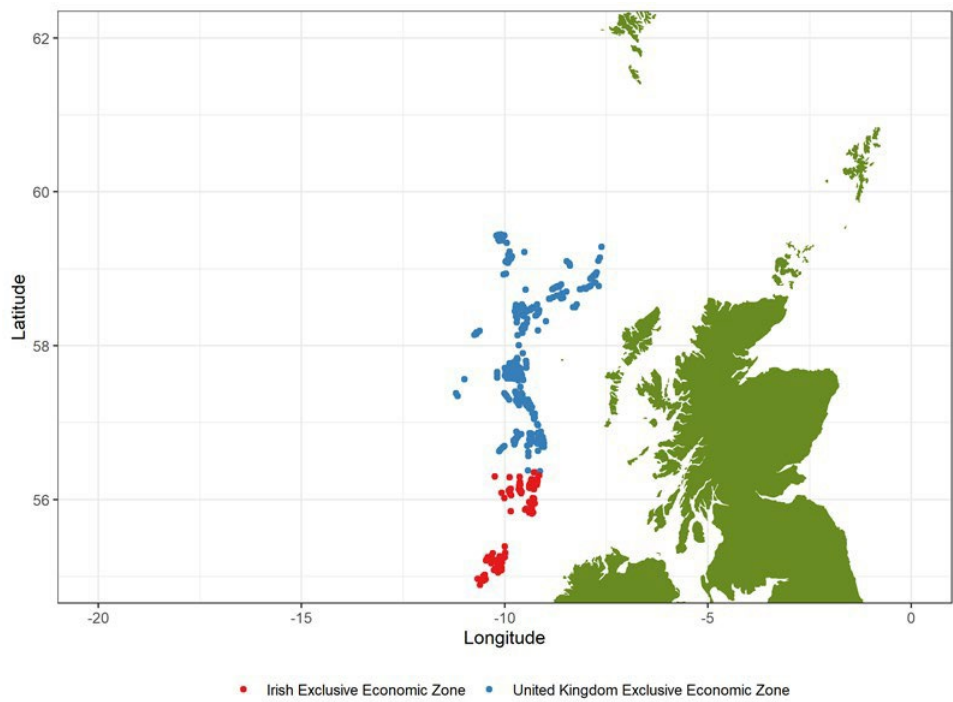 62
60
58
56
Latitude
-20
-15
-10
-5
0
Longitude
Irish Exclusive Economic Zone
United Kingdom Exclusive Economic Zone